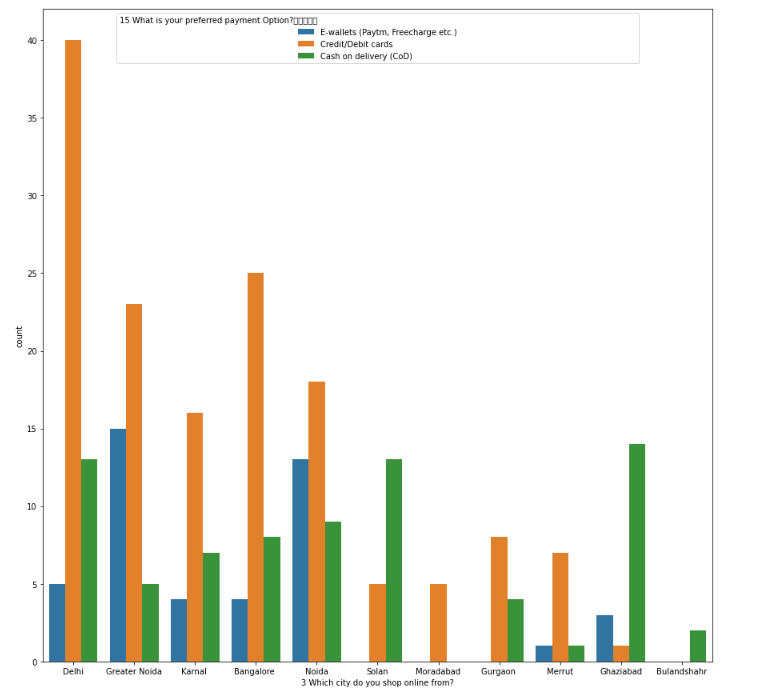 15 What is your preferred payment Option?
E-wallets (Paytm, Freecharge etc.)
Credit/Debit cards
Cash on delivery (CoD)
40
35
30
25
20
15
10
5
0
count
Delhi Greater Noida Karnal Bangalore Noida Solan Moradabad Gurgaon Merrut Ghaziabad Bulandshahr
3 Which city do you shop online from?